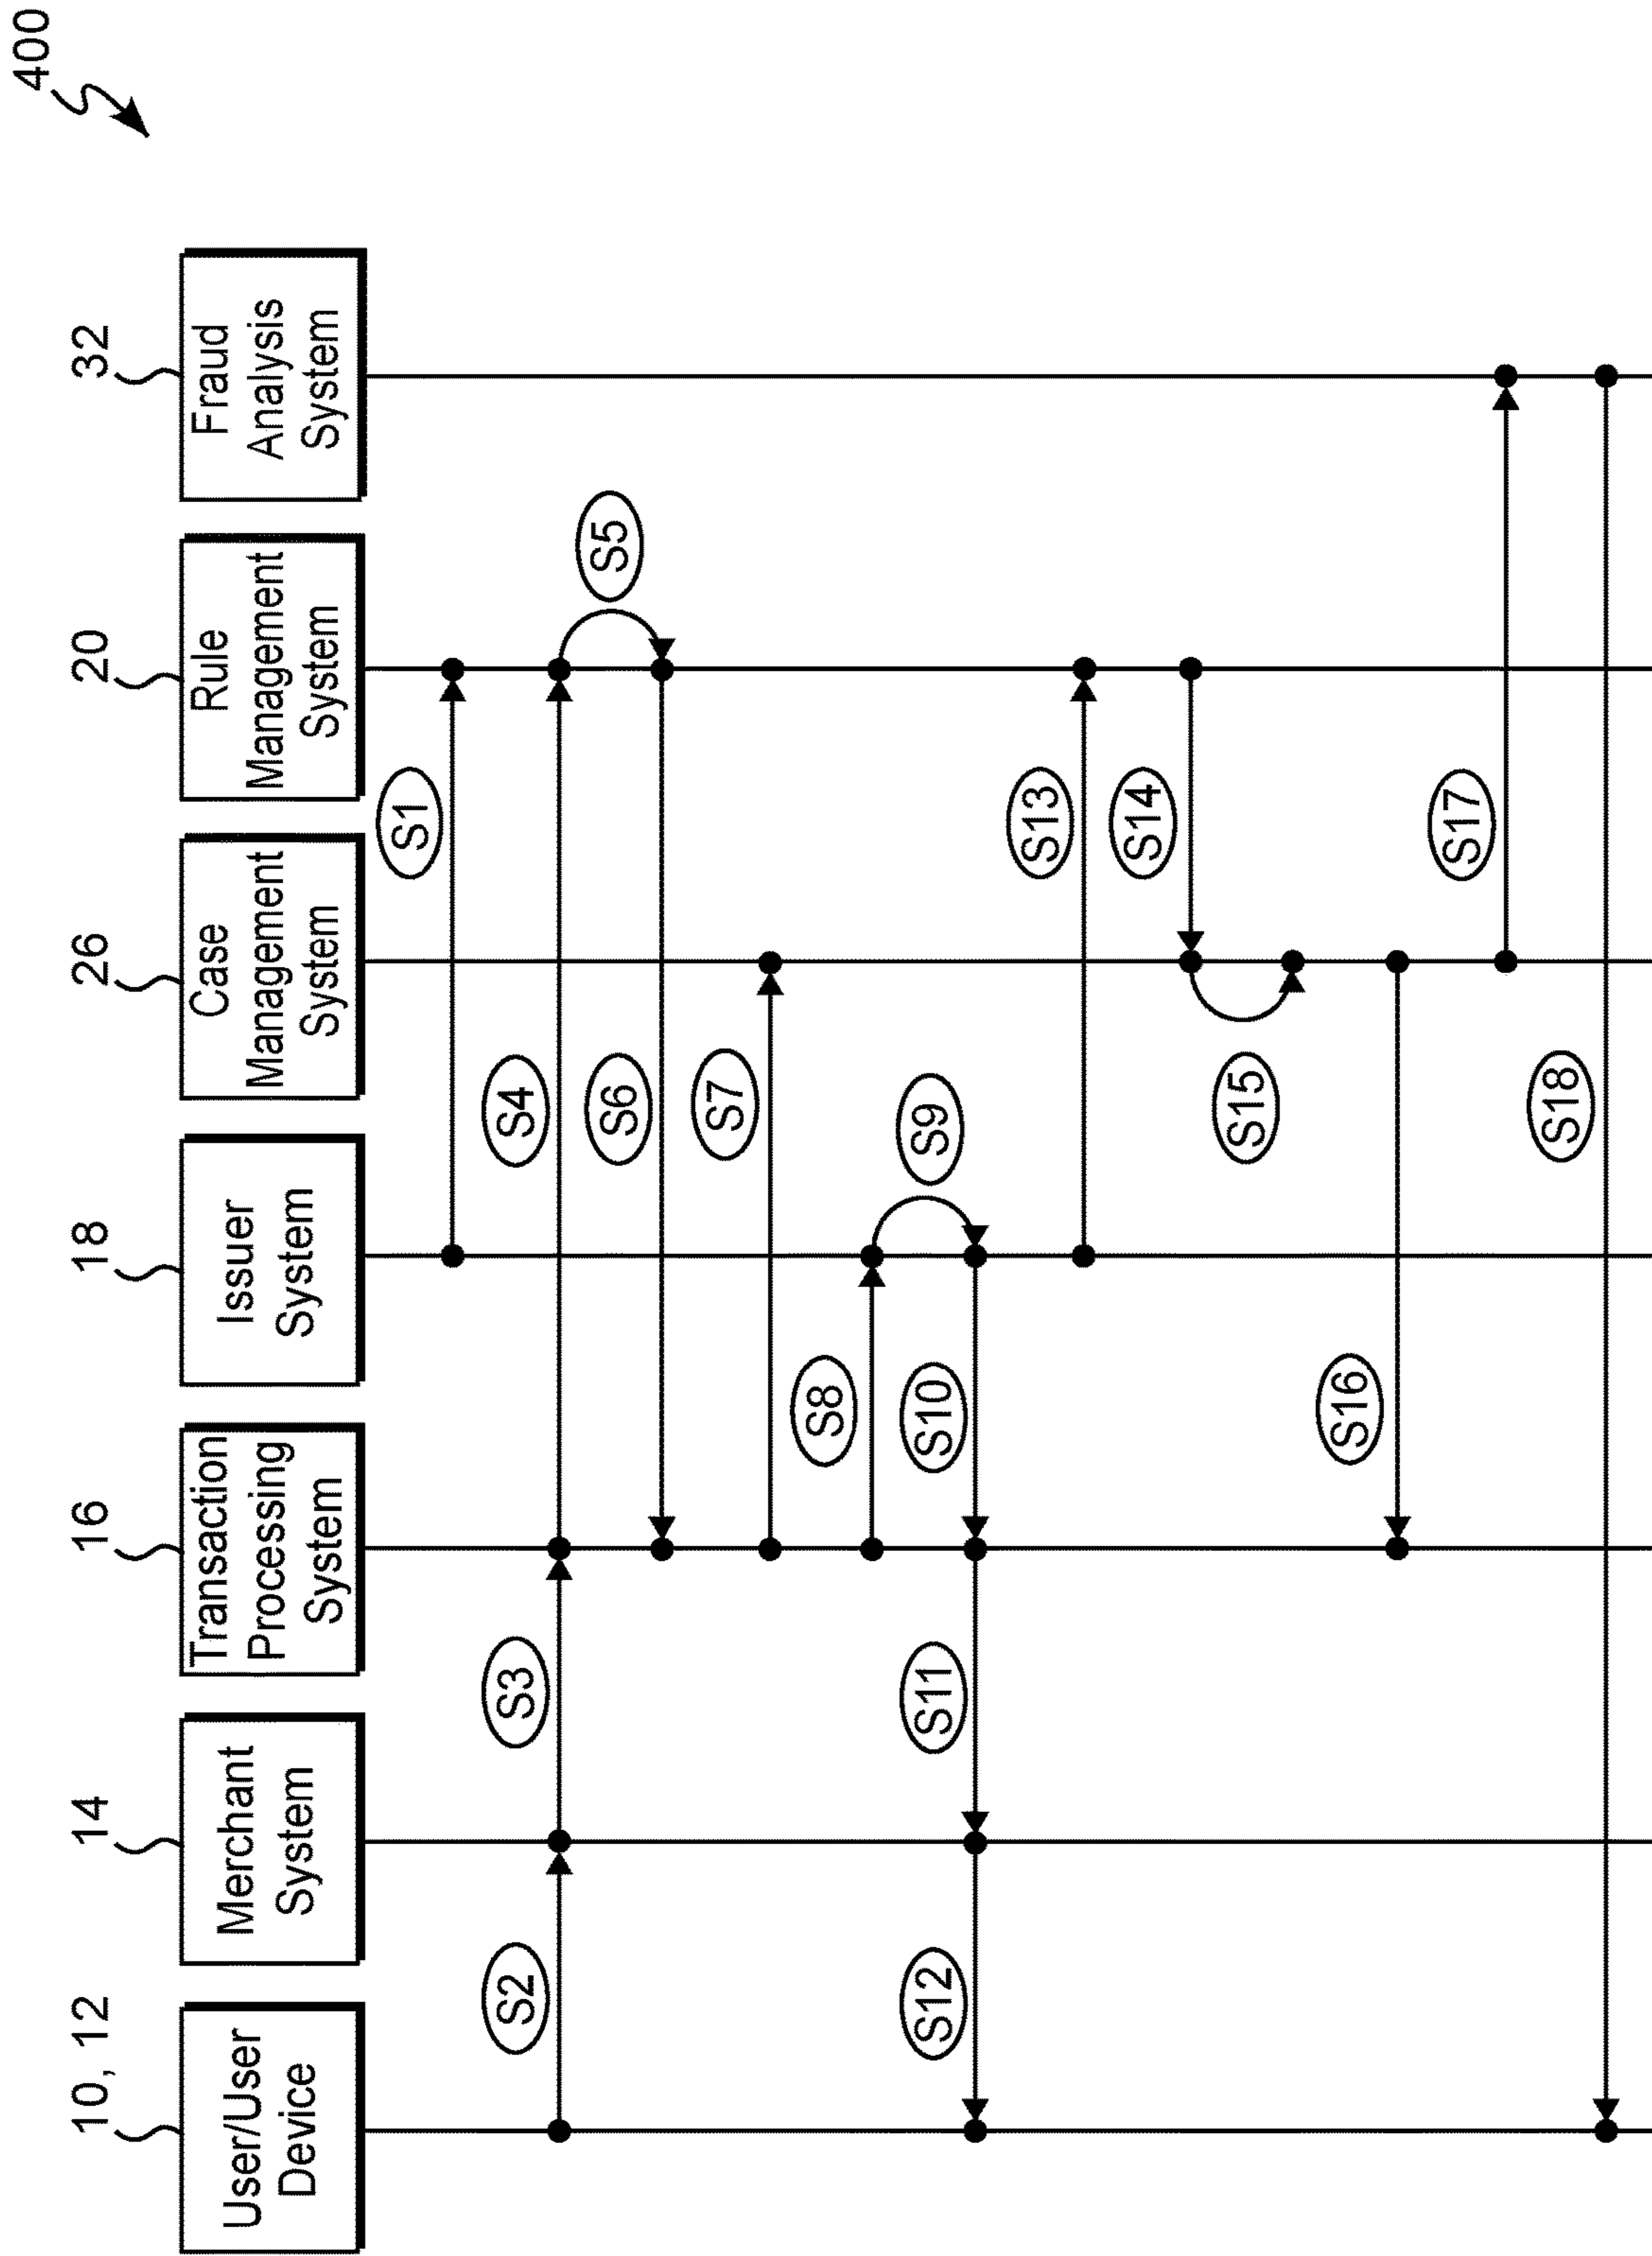 400
10, 12
14
16
18
26
20
32
User/User
Device
Merchant
System
Transaction
Processing
System
Issuer
System
Case
Management
System
Rule
Management
System
Fraud
Analysis
System
S1
S2
S3
S4
S5
S6
S7
S8
S9
S10
S11
S12
S13
S14
S15
S16
S17
S18